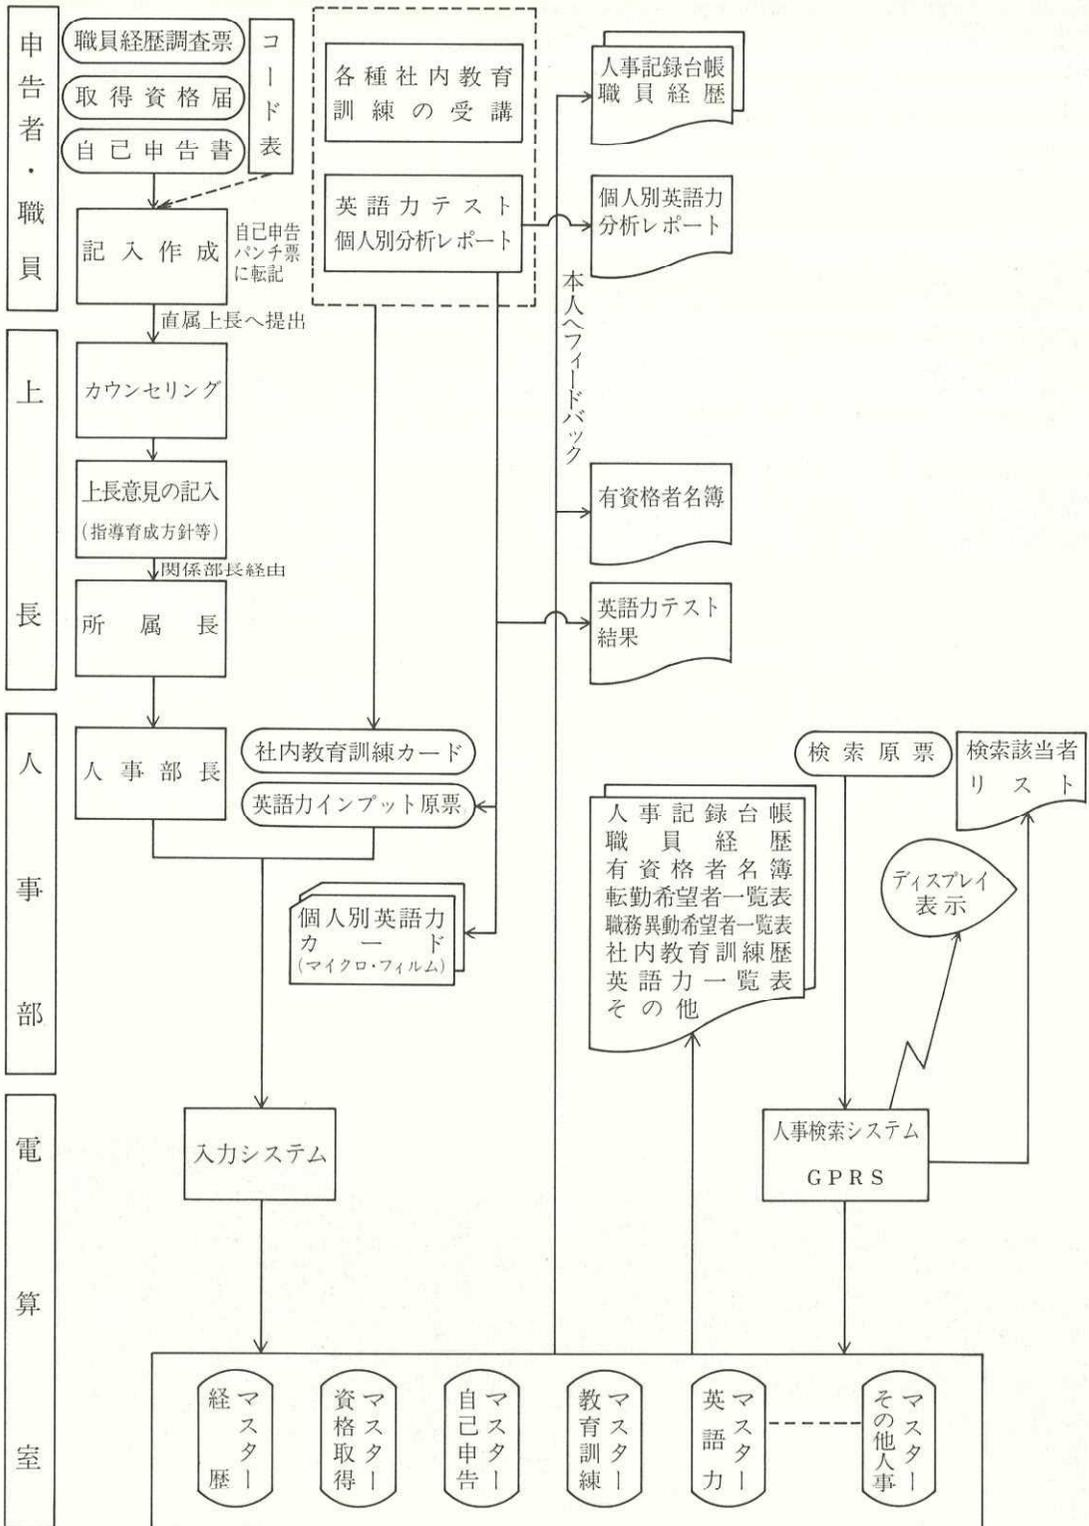 申告者・職員
職員経歴調査票
取得資格届
自己申告書
コード表
記入作成
自己申告
パンチ票
に転記
直属上長へ提出
各種社内教育
訓練の受講
英語力テスト
個人別分析レポート
人事記録台帳
職員経歴
個人別英語力
分析レポート
本人へフィードバック
上長
カウンセリング
上長意見の記入
(指導育成方針等)
関係部長経由
所属長
有資格者名簿
英語力テスト
結果
人事部
人事部長
社内教育訓練カード
英語力インプット原票
個人別英語力
カード
(マイクロ・フィルム)
人事記録台帳
職員経歴
有資格者名簿
転勤希望者一覧表
職務異動希望者一覧表
社内教育訓練歴
英語力一覧表
その他
検索原票
検索該当者
リスト
ディスプレイ
表示
電算室
入力システム
人事検索システム
GPRS
マスター
経歴
マスター
資格取得
マスター
自己申告
マスター
教育訓練
マスター
英語力
マスター
その他人事